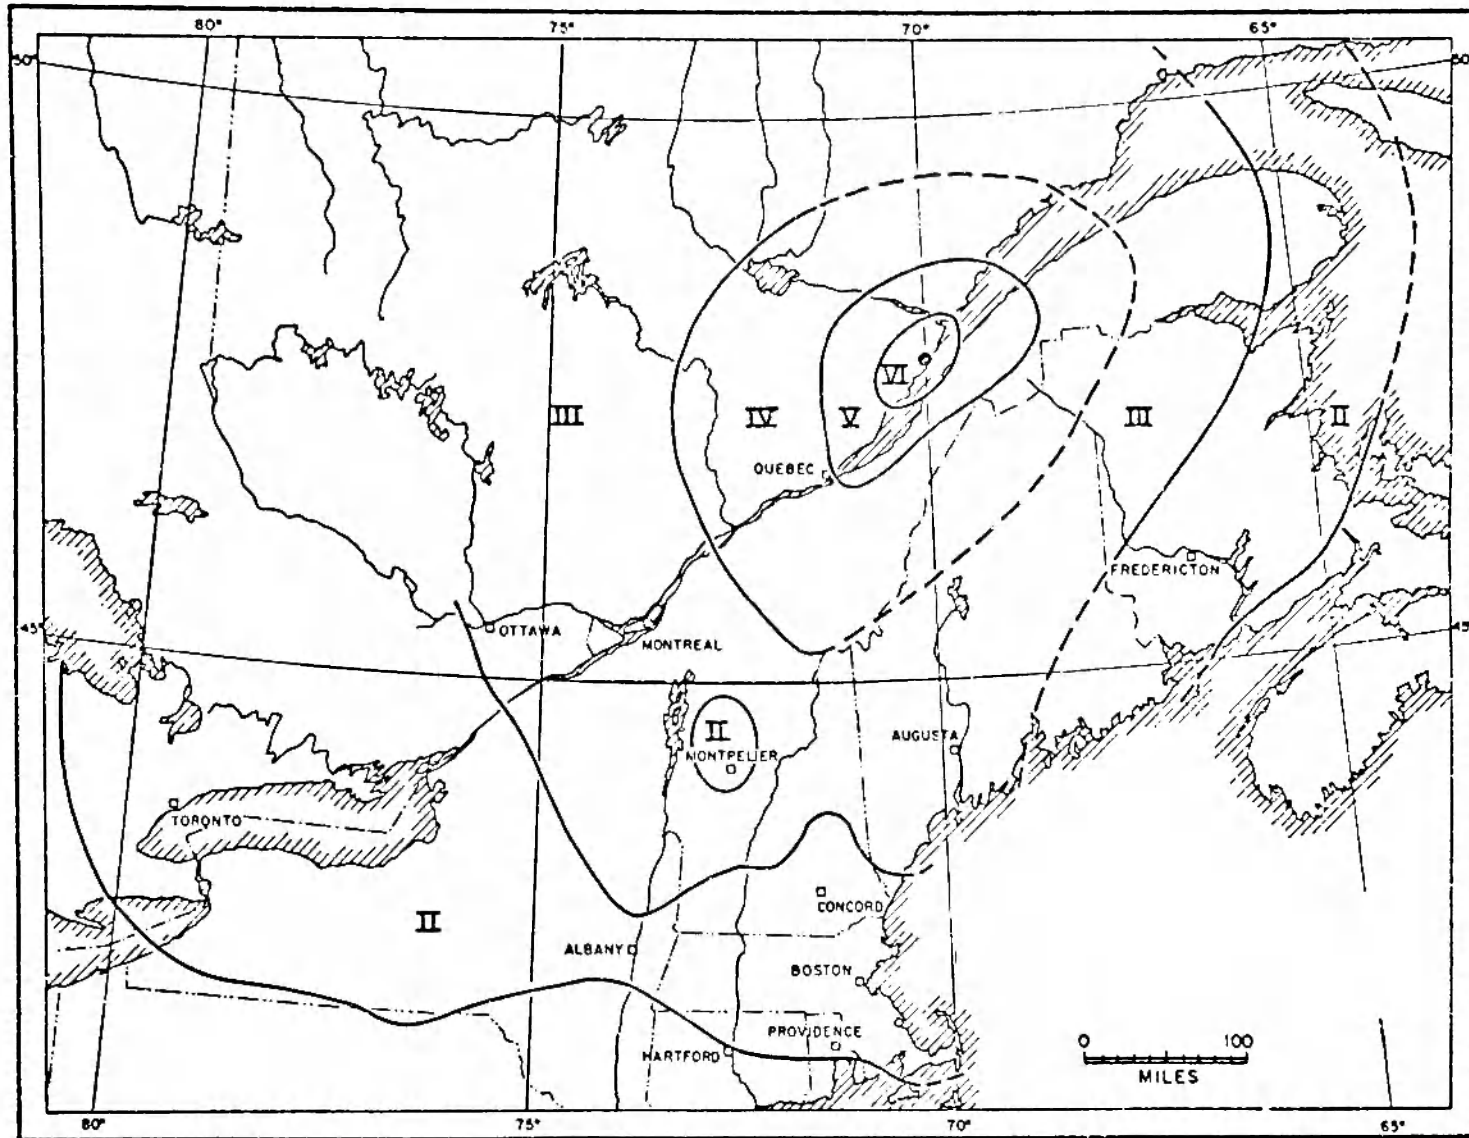 80° 75° 70° 65°
50° 50°
III IV V VI III II
QUEBEC
FREDERICTON
45° OTTAWA MONTREAL 45°
II
MONTPELIER
AUGUSTA
TORONTO
II
CONCORD
ALBANY
BOSTON
PROVIDENCE
HARTFORD
0 100
MILES
80° 75° 70° 65°